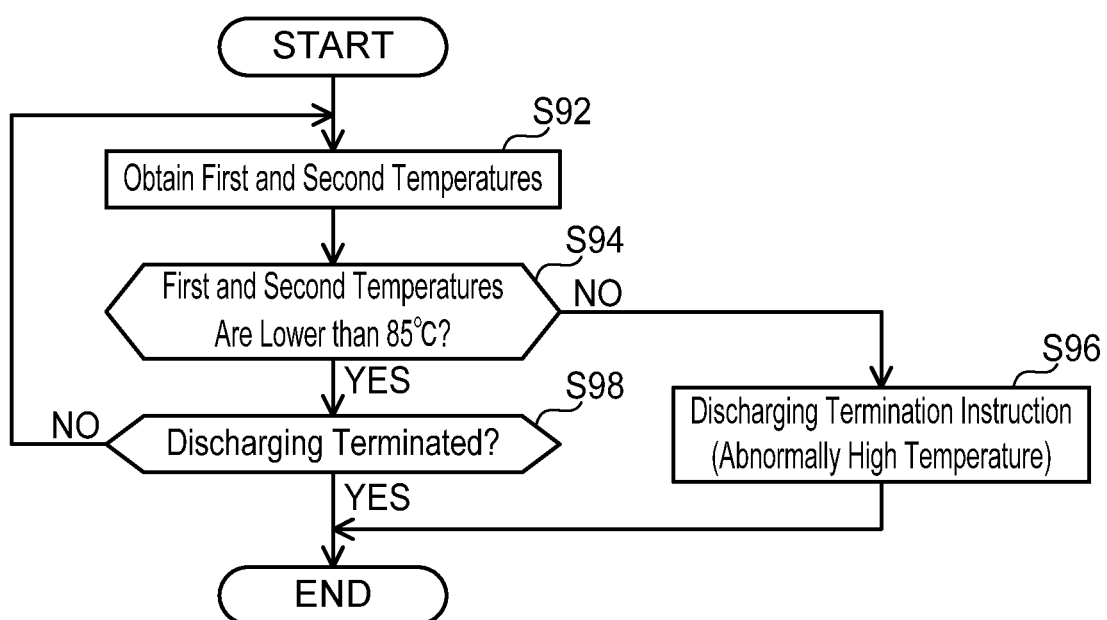 START
S92
Obtain First and Second Temperatures
S94
First and Second Temperatures
Are Lower than 85°C?
NO
YES
S96
Discharging Termination Instruction
(Abnormally High Temperature)
S98
NO
Discharging Terminated?
YES
END